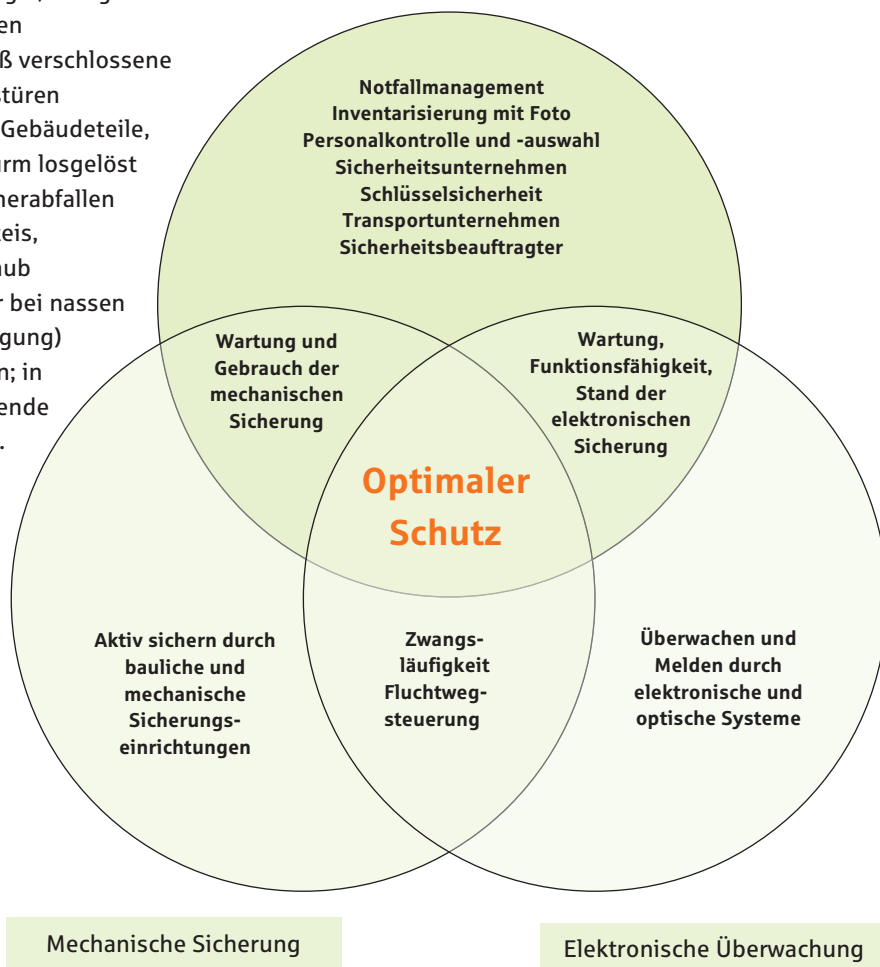 en
ß verschlossene
türen
Gebäudeteile,
rm losgelöst
nerabfallen
eis,
ub
r bei nassen
gung)
n; in
ende
.
Notfallmanagement
Inventarisierung mit Foto
Personalkontrolle und -auswahl
Sicherheitsunternehmen
Schlüsselsicherheit
Transportunternehmen
Sicherheitsbeauftragter
Wartung und
Gebrauch der
mechanischen
Sicherung
Wartung,
Funktionsfähigkeit,
Stand der
elektronischen
Sicherung
Optimaler
Schutz
Aktiv sichern durch
bauliche und
mechanische
Sicherungs-
einrichtungen
Zwangs-
läufigkeit
Fluchtweg-
steuerung
Überwachen und
Melden durch
elektronische und
optische Systeme
Mechanische Sicherung
Elektronische Überwachung